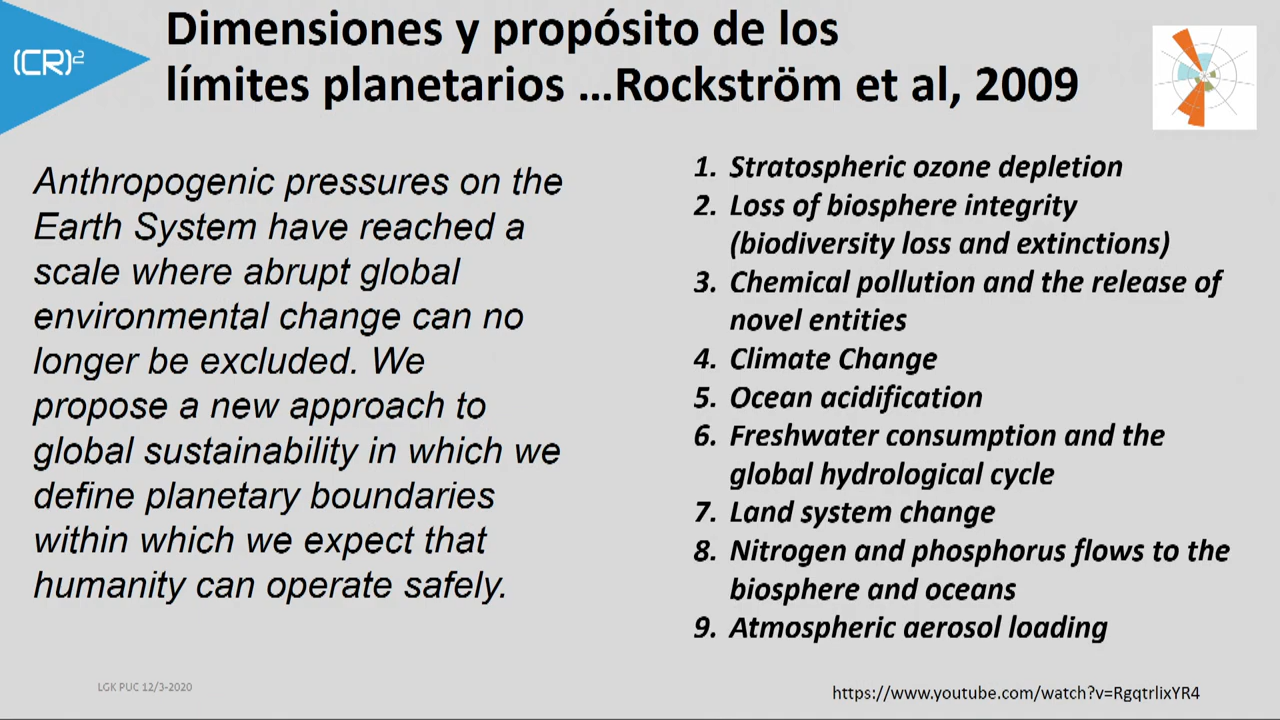 (CR)²
Dimensiones y propósito de los
límites planetarios ...Rockström et al, 2009
Anthropogenic pressures on the
Earth System have reached a
scale where abrupt global
environmental change can no
longer be excluded. We
propose a new approach to
global sustainability in which we
define planetary boundaries
within which we expect that
humanity can operate safely.
1. Stratospheric ozone depletion
2. Loss of biosphere integrity
(biodiversity loss and extinctions)
3. Chemical pollution and the release of
novel entities
4. Climate Change
5. Ocean acidification
6. Freshwater consumption and the
global hydrological cycle
7. Land system change
8. Nitrogen and phosphorus flows to the
biosphere and oceans
9. Atmospheric aerosol loading
LGK PUC 12/3-2020
https://www.youtube.com/watch?v=RgqtrlixYR4